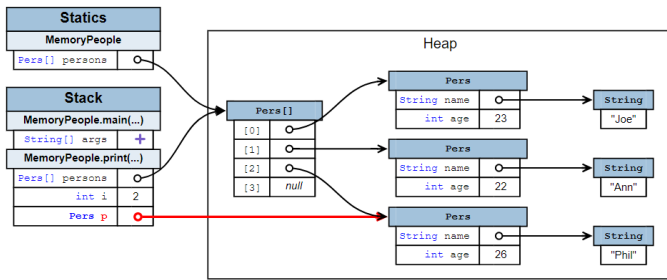 Statics
MemoryPeople
Pers[] persons
Stack
MemoryPeople.main(...)
String[] args +
MemoryPeople.print(...)
Pers[] persons
int i 2
Pers p
Heap
Pers[]
[0]
[1]
[2]
[3] null
Pers
String name
int age 23
String
"Joe"
Pers
String name
int age 22
String
"Ann"
Pers
String name
int age 26
String
"Phil"